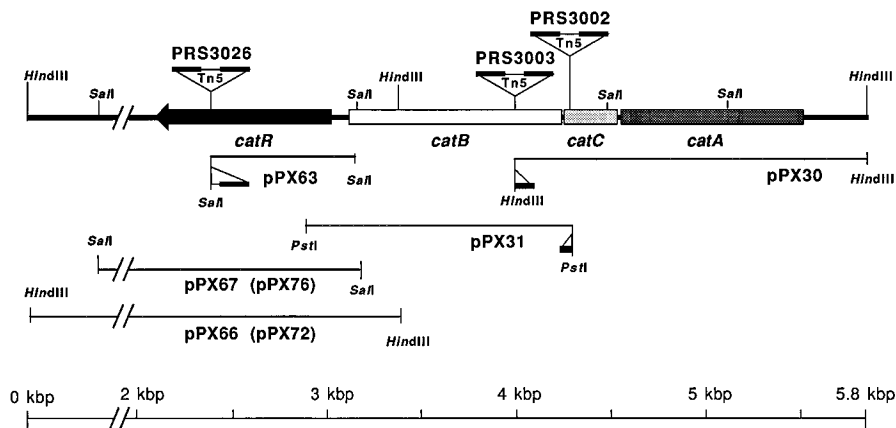 PRS3002
PRS3026
PRS3003
Tn5
Tn5
Tn5
HindIII
HindIII
HindIII
SalI
SalI
SalI
SalI
catR
catB
catC
catA
pPX63
SalI
SalI
pPX30
HindIII
HindIII
pPX31
PstI
PstI
SalI
pPX67 (pPX76)
SalI
HindIII
pPX66 (pPX72)
HindIII
0 kbp
2 kbp
3 kbp
4 kbp
5 kbp
5.8 kbp